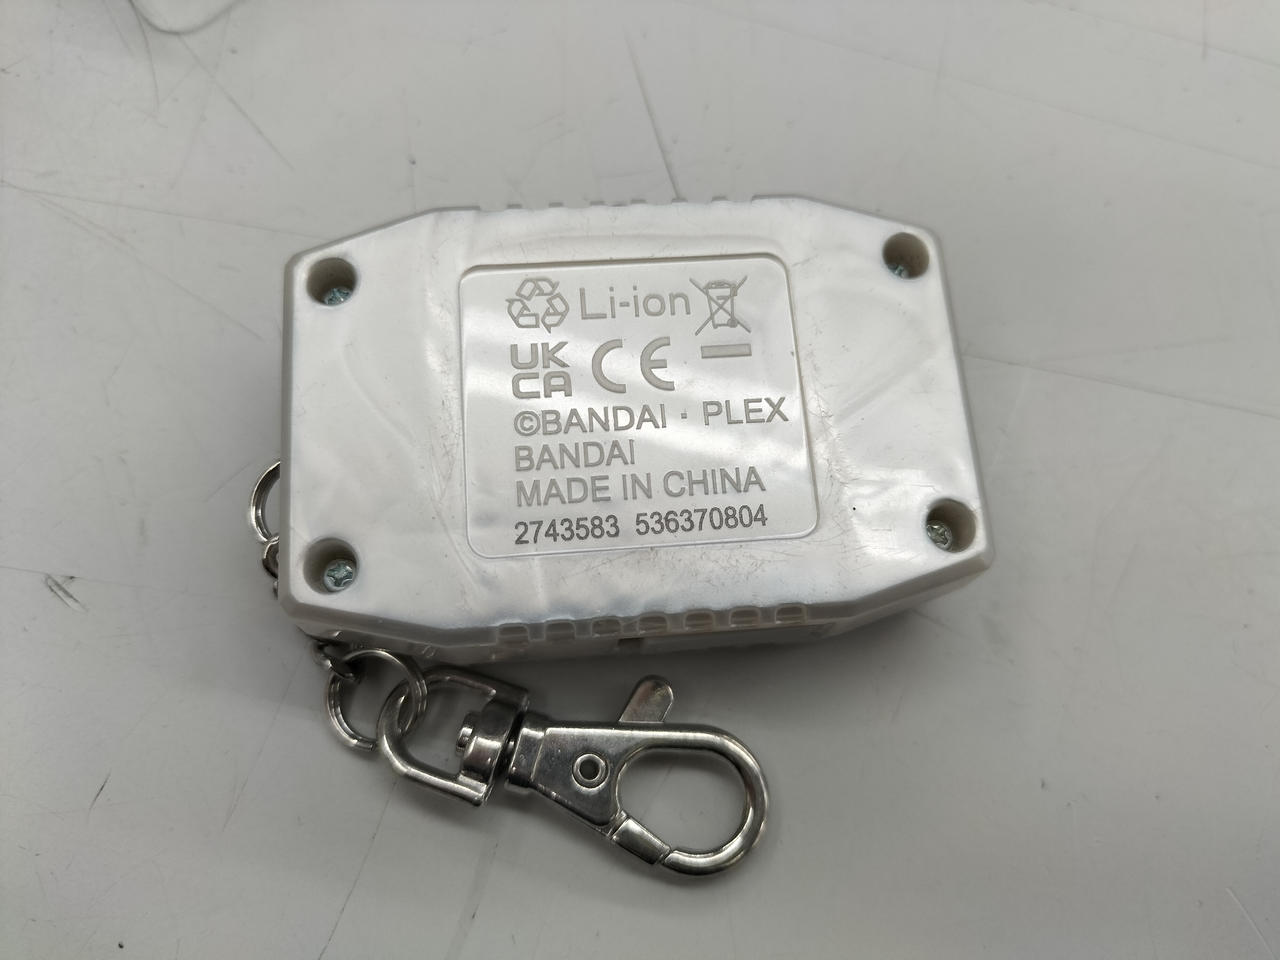 Li-ion
UK
CA CE
©BANDAI・PLEX
BANDAI
MADE IN CHINA
2743583 536370804